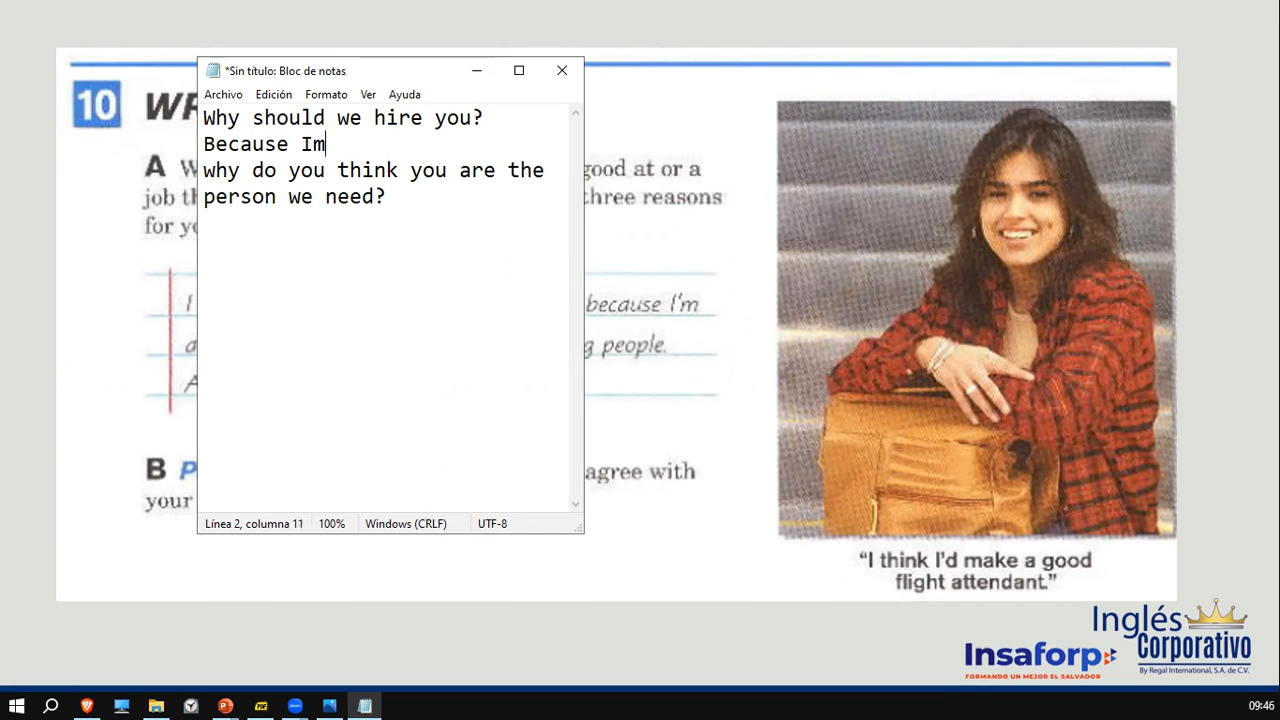 *Sin título: Bloc de notas
Archivo Edición Formato Ver Ayuda
Why should we hire you?
Because Im
why do you think you are the
person we need?
Línea 2, columna 11 100% Windows (CRLF) UTF-8
10
A good at or a
job three reasons
for
I because I'm
people.
B agree with
your
"I think I'd make a good
flight attendant."
Inglés
Corporativo
By Regal International, S.A. de C.V.
Insaforp
FORMANDO UN MEJOR EL SALVADOR
09:46